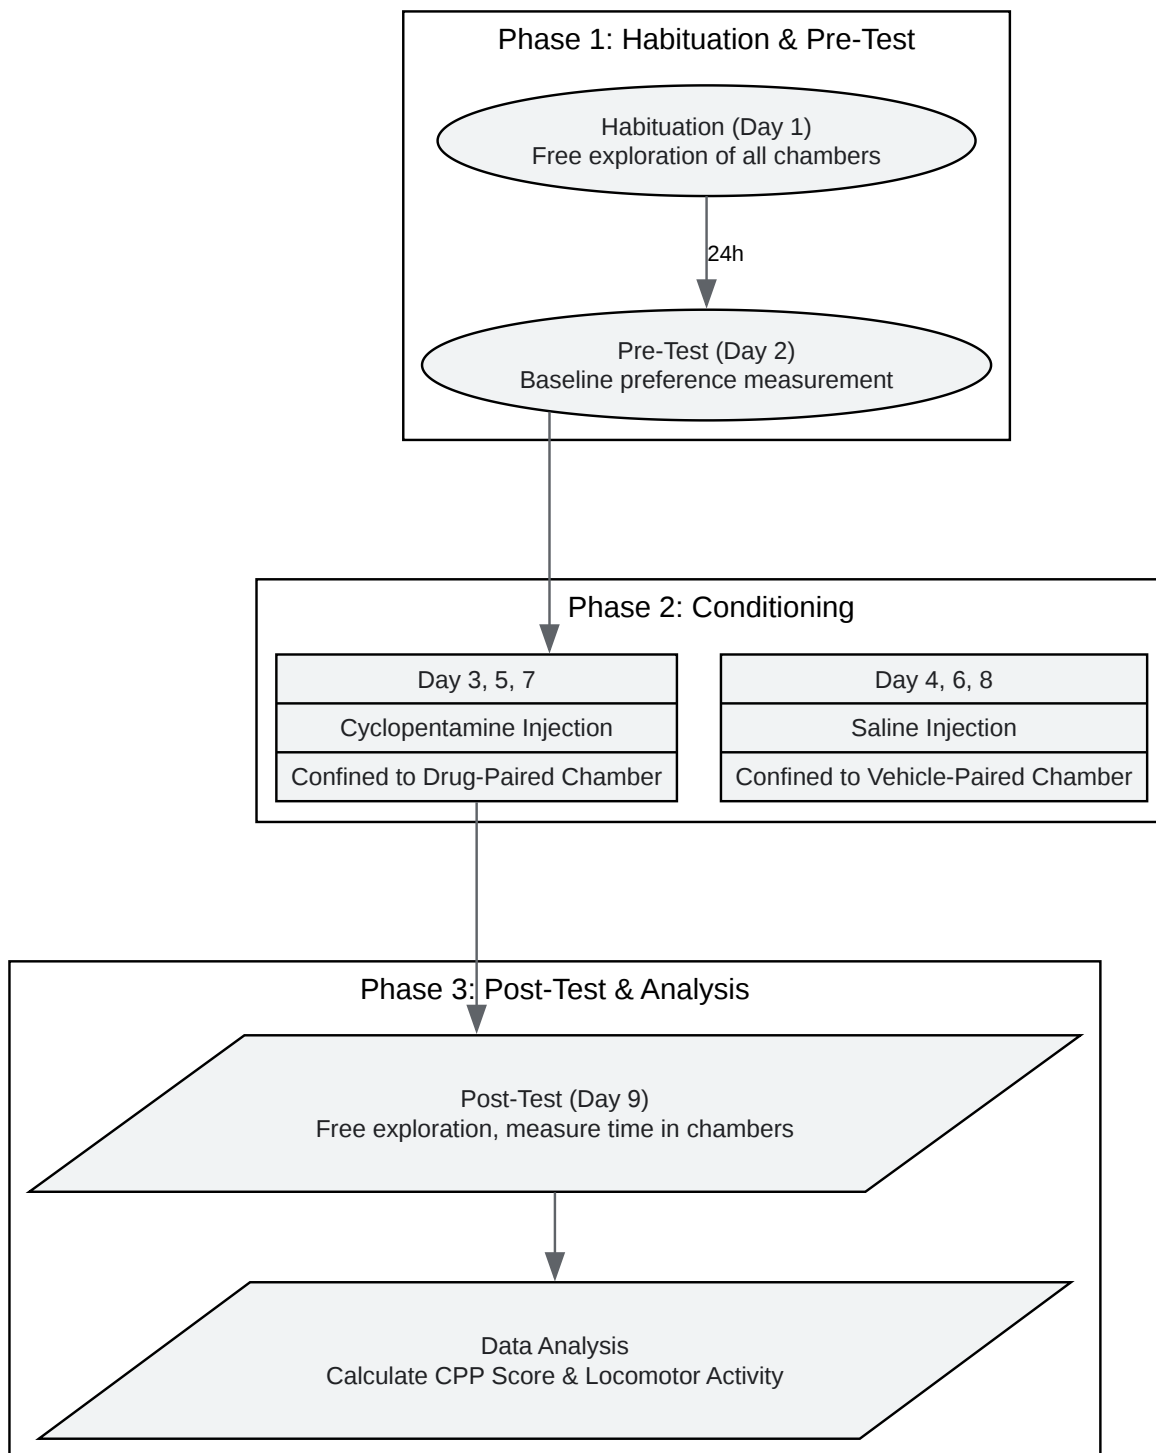 Phase 1: Habituation & Pre-Test
Habituation (Day 1)
Free exploration of all chambers
24h
Pre-Test (Day 2)
Baseline preference measurement
Phase 2: Conditioning
Day 3, 5, 7
Cyclopentamine Injection
Confined to Drug-Paired Chamber
Day 4, 6, 8
Saline Injection
Confined to Vehicle-Paired Chamber
Phase 3: Post-Test & Analysis
Post-Test (Day 9)
Free exploration, measure time in chambers
Data Analysis
Calculate CPP Score & Locomotor Activity